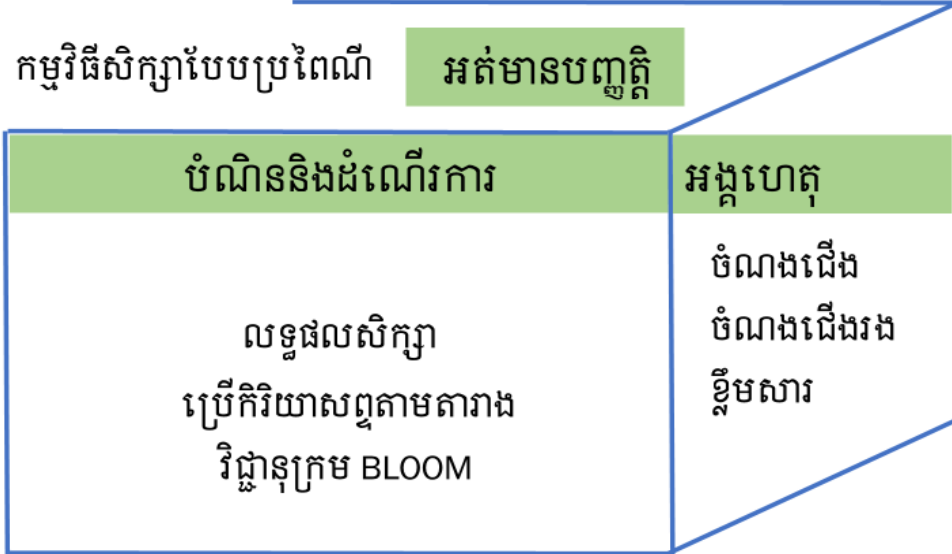 កម្មវិធីសិក្សាបែបប្រពៃណី អត់មានបញ្ញត្តិ
បំណិននិងដំណើរការ អង្គហេតុ
ចំណងជើង
ចំណងជើងរង
ខ្លឹមសារ
លទ្ធផលសិក្សា
ប្រើកិរិយាសព្ទតាមតារាង
វិជ្ជានុក្រម BLOOM